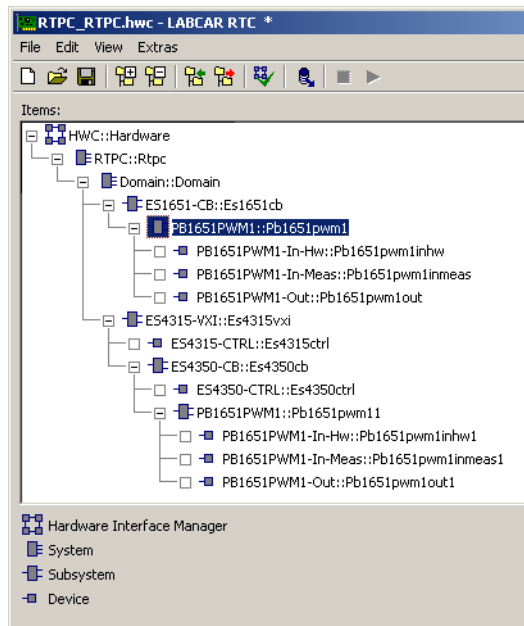 RTPC_RTPC.hwc - LABCAR RTC *
File Edit View Extras
Items:
HWC::Hardware
RTPC::Rtpc
Domain::Domain
ES1651-CB::Es1651cb
PB1651PWM1::Pb1651pwm1
PB1651PWM1-In-Hw::Pb1651pwm1inhw
PB1651PWM1-In-Meas::Pb1651pwm1inmeas
PB1651PWM1-Out::Pb1651pwm1out
ES4315-VXI::Es4315vxi
ES4315-CTRL::Es4315ctrl
ES4350-CB::Es4350cb
ES4350-CTRL::Es4350ctrl
PB1651PWM1::Pb1651pwm11
PB1651PWM1-In-Hw::Pb1651pwm1inhw1
PB1651PWM1-In-Meas::Pb1651pwm1inmeas1
PB1651PWM1-Out::Pb1651pwm1out1
Hardware Interface Manager
System
Subsystem
Device